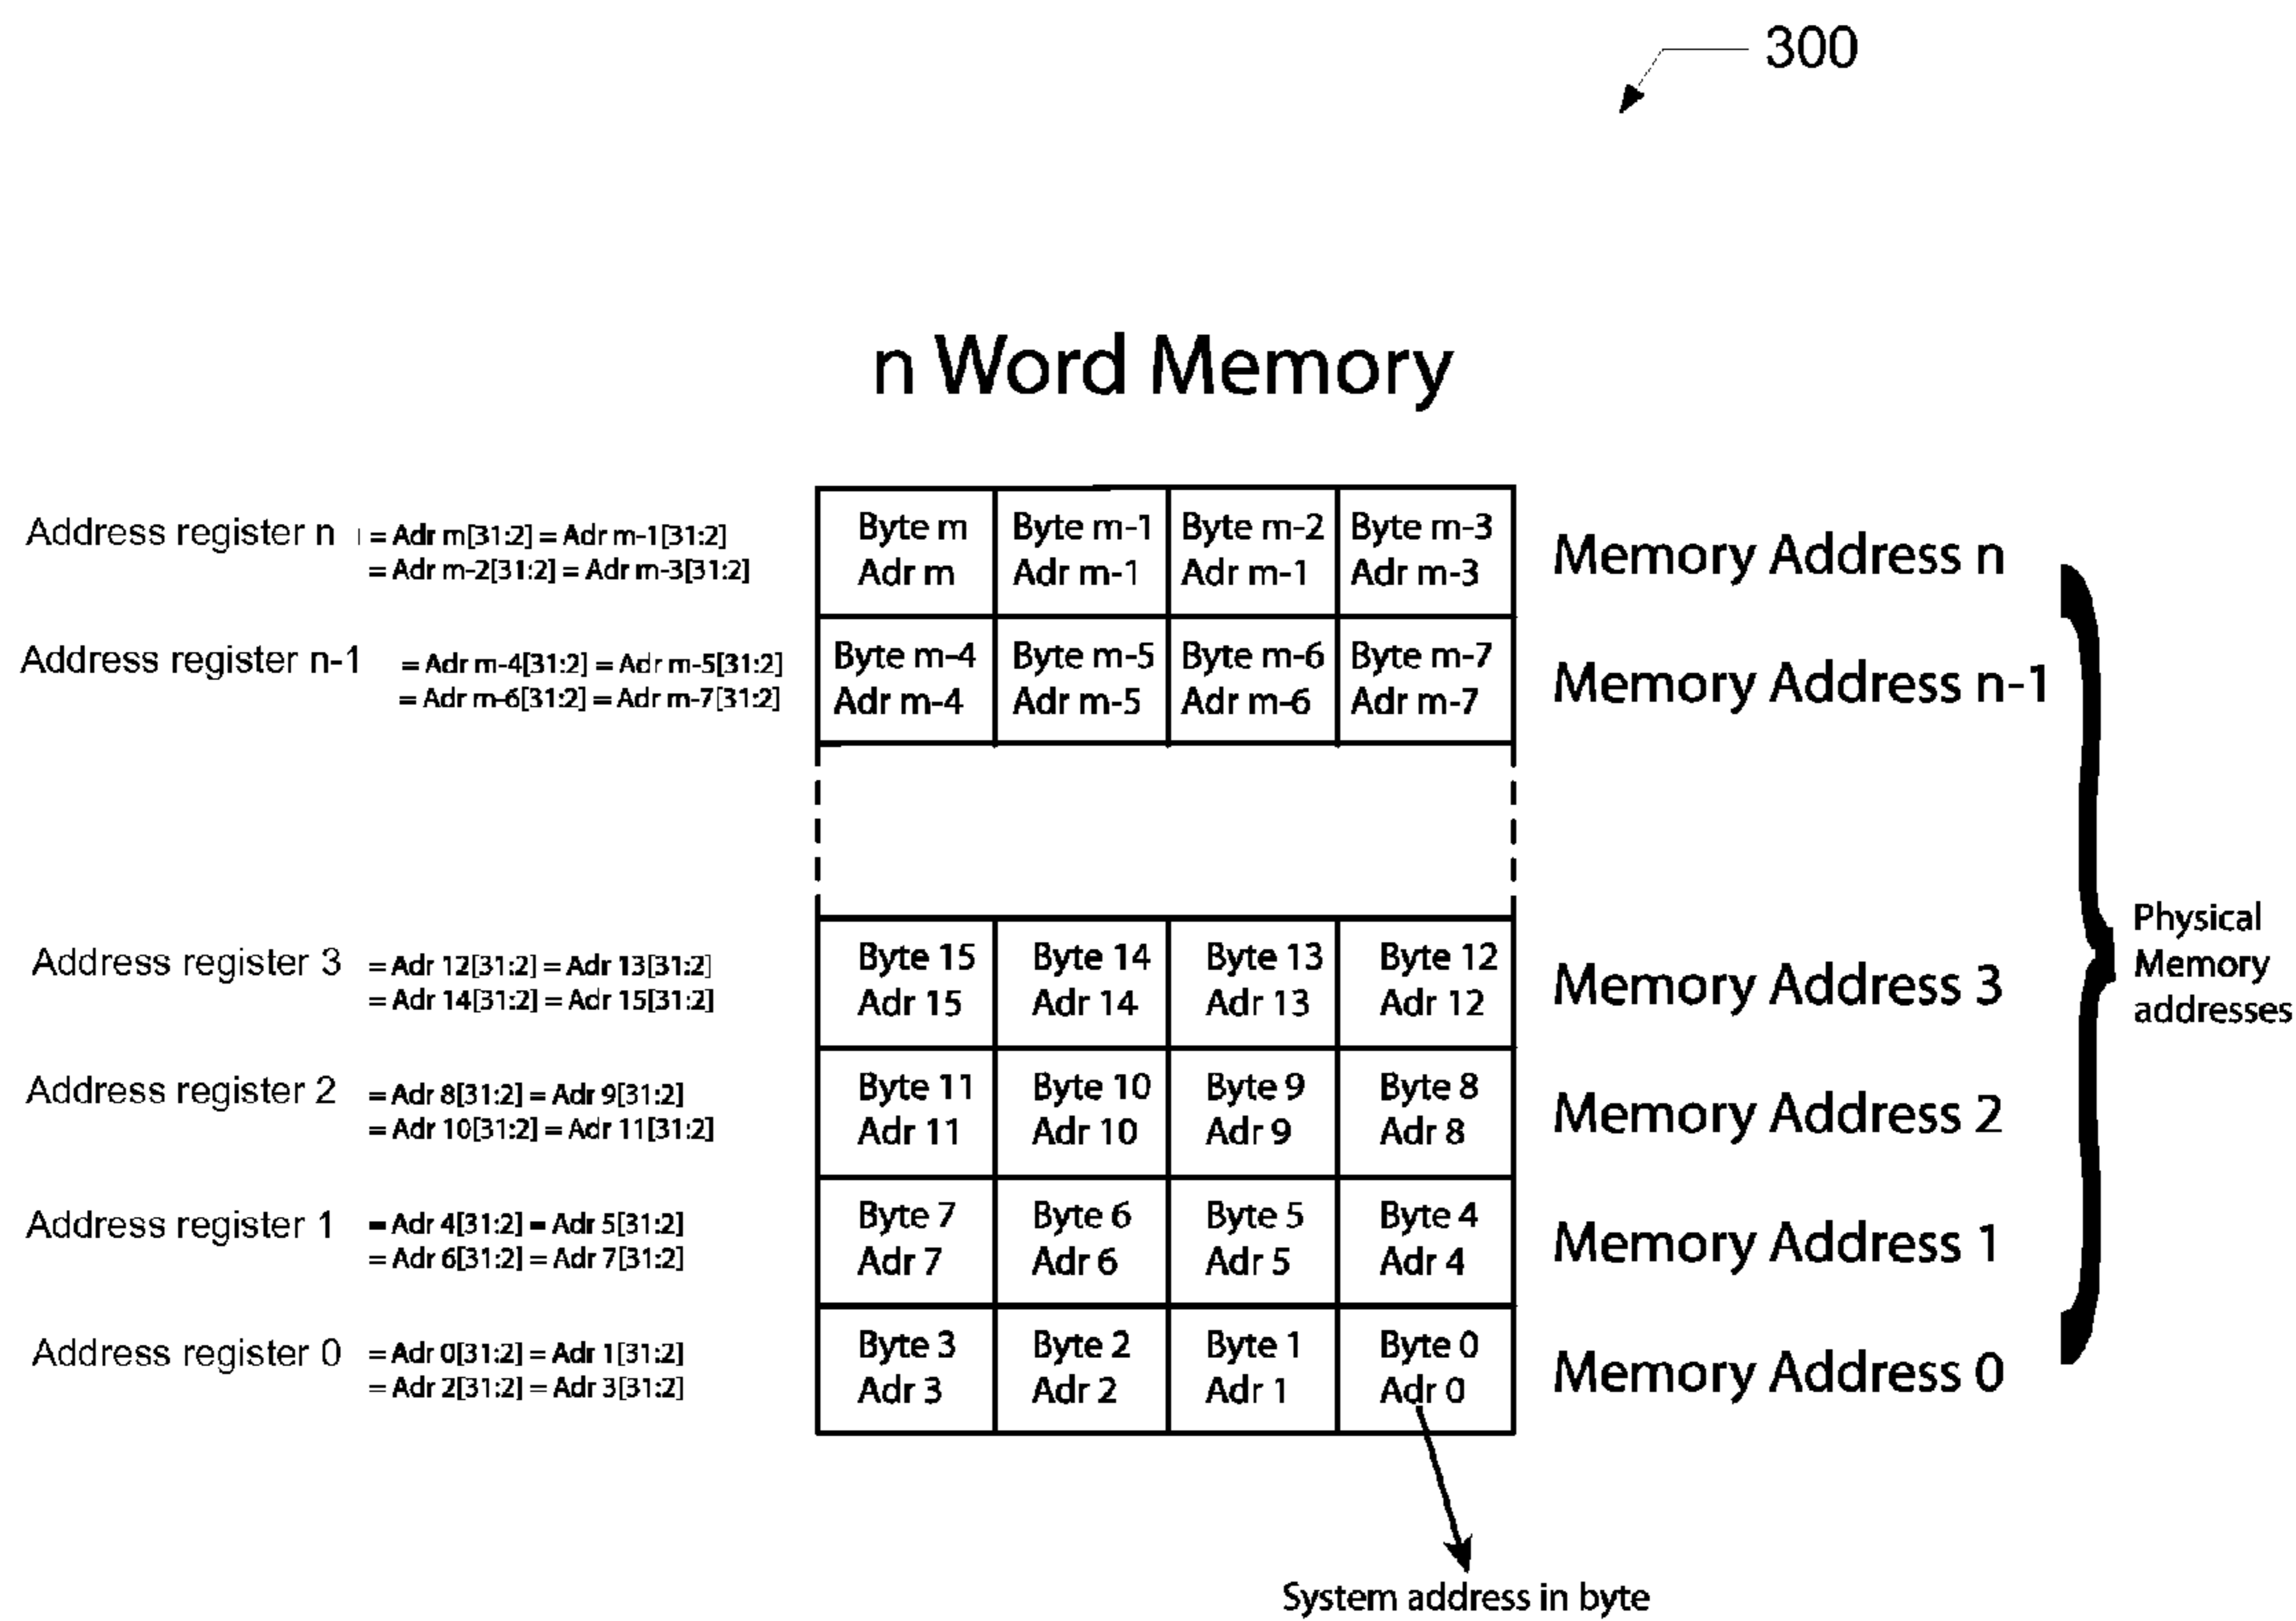 300
n Word Memory
Address register n = Adr m[31:2] = Adr m-1[31:2]
= Adr m-2[31:2] = Adr m-3[31:2]
Byte m Byte m-1 Byte m-2 Byte m-3
Adr m Adr m-1 Adr m-1 Adr m-3
Memory Address n
Address register n-1 = Adr m-4[31:2] = Adr m-5[31:2]
= Adr m-6[31:2] = Adr m-7[31:2]
Byte m-4 Byte m-5 Byte m-6 Byte m-7
Adr m-4 Adr m-5 Adr m-6 Adr m-7
Memory Address n-1
Address register 3 = Adr 12[31:2] = Adr 13[31:2]
= Adr 14[31:2] = Adr 15[31:2]
Byte 15 Byte 14 Byte 13 Byte 12
Adr 15 Adr 14 Adr 13 Adr 12
Memory Address 3
Address register 2 = Adr 8[31:2] = Adr 9[31:2]
= Adr 10[31:2] = Adr 11[31:2]
Byte 11 Byte 10 Byte 9 Byte 8
Adr 11 Adr 10 Adr 9 Adr 8
Memory Address 2
Address register 1 = Adr 4[31:2] = Adr 5[31:2]
= Adr 6[31:2] = Adr 7[31:2]
Byte 7 Byte 6 Byte 5 Byte 4
Adr 7 Adr 6 Adr 5 Adr 4
Memory Address 1
Address register 0 = Adr 0[31:2] = Adr 1[31:2]
= Adr 2[31:2] = Adr 3[31:2]
Byte 3 Byte 2 Byte 1 Byte 0
Adr 3 Adr 2 Adr 1 Adr 0
Memory Address 0
Physical
Memory
addresses
System address in byte